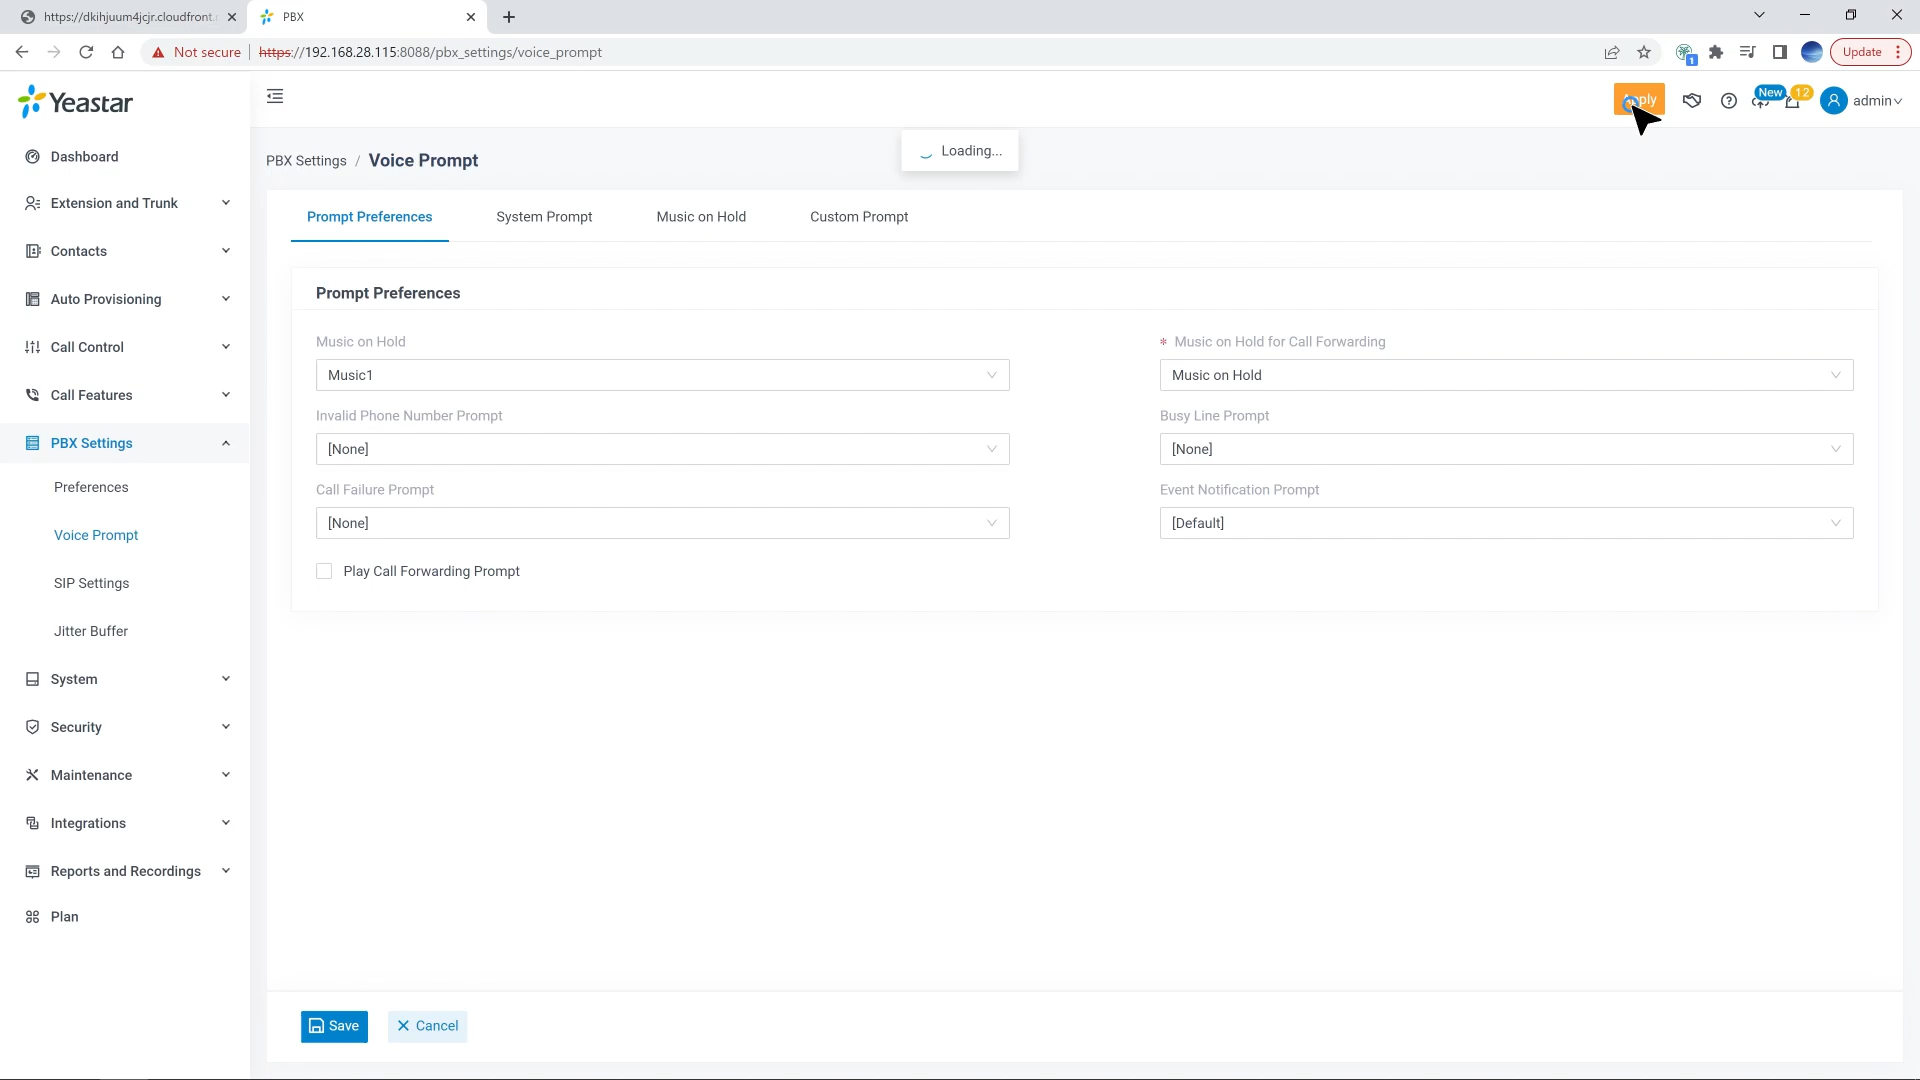 https://dkihjuum4jcjr.cloudfront.
PBX
Not secure
https://192.168.28.115:8088/pbx_settings/voice_prompt
1
Update
Yeastar
New
12
admin
Loading...
PBX Settings / Voice Prompt
Dashboard
Extension and Trunk
Contacts
Auto Provisioning
Call Control
Call Features
PBX Settings
Preferences
Voice Prompt
SIP Settings
Jitter Buffer
System
Security
Maintenance
Integrations
Reports and Recordings
Plan
Prompt Preferences
System Prompt
Music on Hold
Custom Prompt
Prompt Preferences
Music on Hold
Music1
* Music on Hold for Call Forwarding
Music on Hold
Invalid Phone Number Prompt
[None]
Busy Line Prompt
[None]
Call Failure Prompt
[None]
Event Notification Prompt
[Default]
Play Call Forwarding Prompt
Save
Cancel